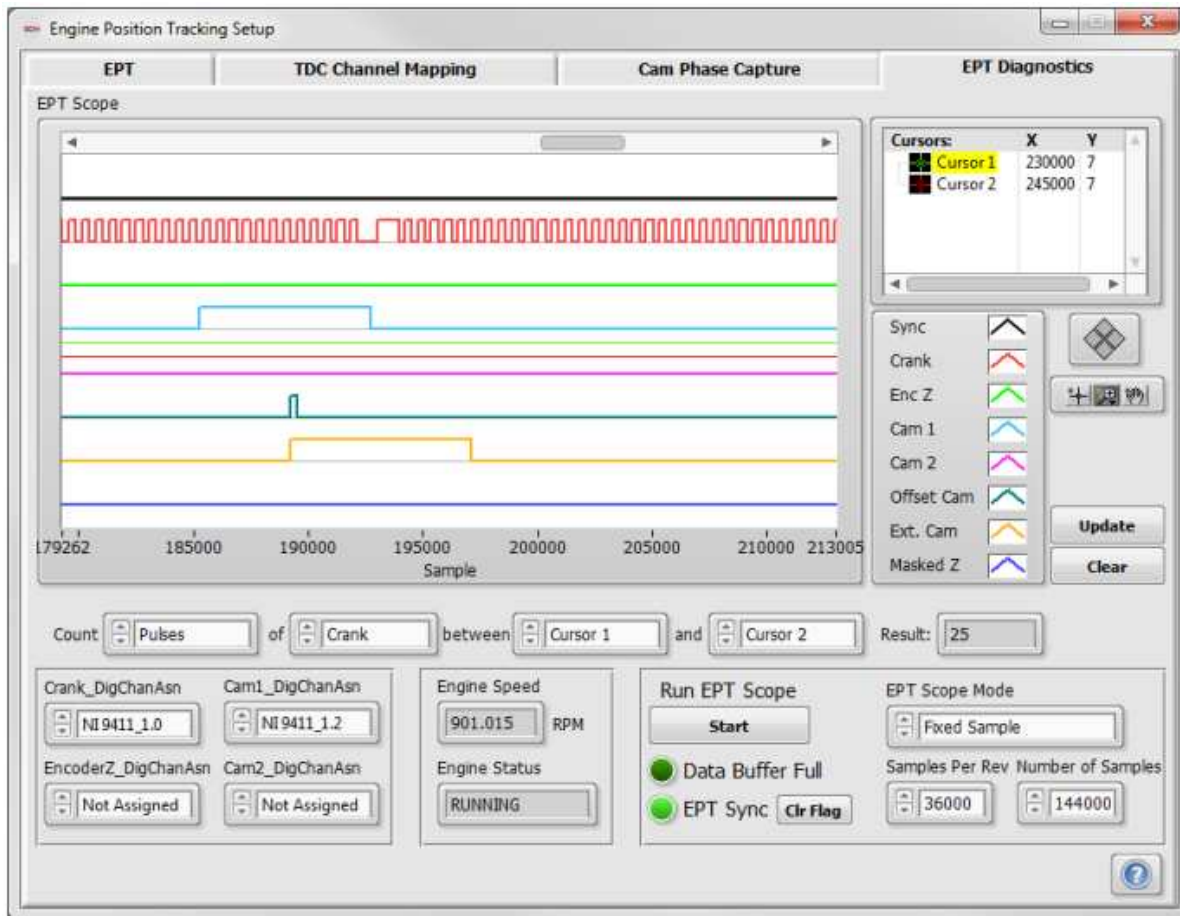 Engine Position Tracking Setup
EPT TDC Channel Mapping Cam Phase Capture EPT Diagnostics
EPT Scope
Cursors: X Y
Cursor 1 230000 7
Cursor 2 245000 7
Sync
Crank
Enc Z
Cam 1
Cam 2
Offset Cam
Ext. Cam
Masked Z
Update
Clear
179262 185000 190000 195000 200000 205000 210000 213005
Sample
Count Pulses of Crank between Cursor 1 and Cursor 2 Result: 25
Crank_DigChanAsn Cam1_DigChanAsn
NI9411_1.0 NI9411_1.2
EncoderZ_DigChanAsn Cam2_DigChanAsn
Not Assigned Not Assigned
Engine Speed
901.015 RPM
Engine Status
RUNNING
Run EPT Scope
Start
Data Buffer Full
EPT Sync Clr Flag
EPT Scope Mode
Fixed Sample
Samples Per Rev Number of Samples
36000 144000